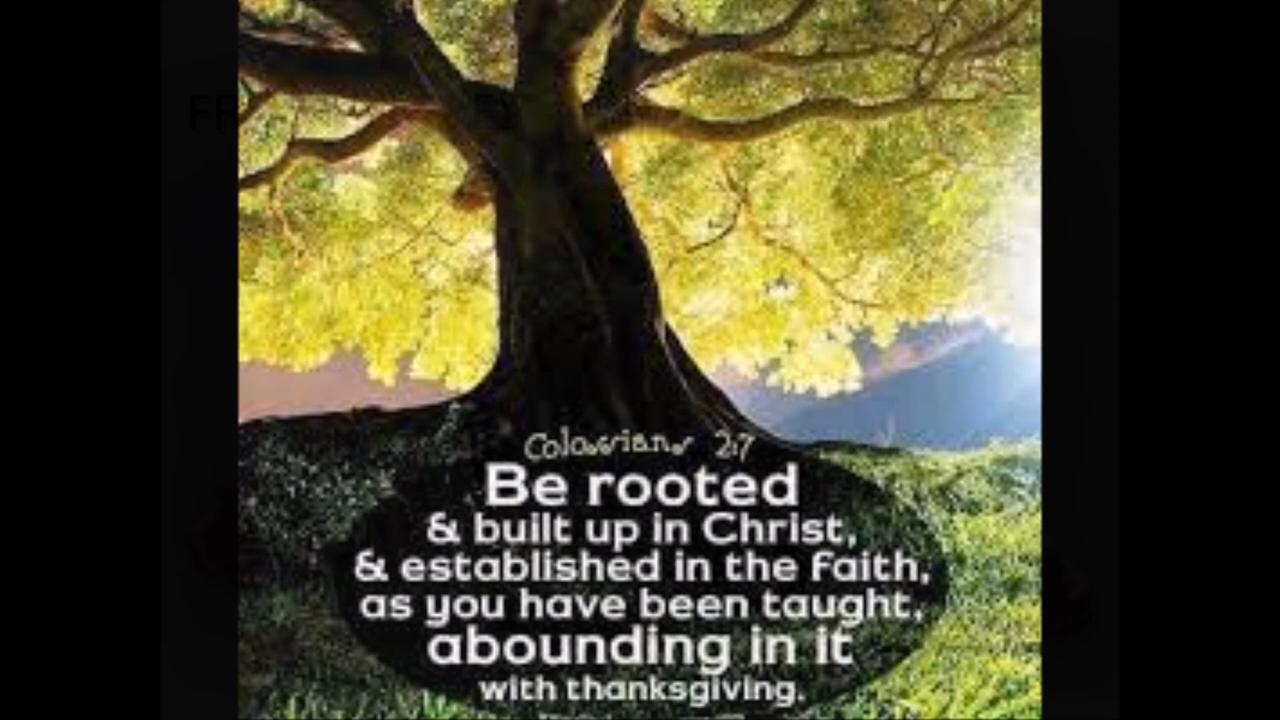 FR
Colossians 2:7
Be rooted
& built up in Christ,
& established in the faith,
as you have been taught,
abounding in it
with thanksgiving.